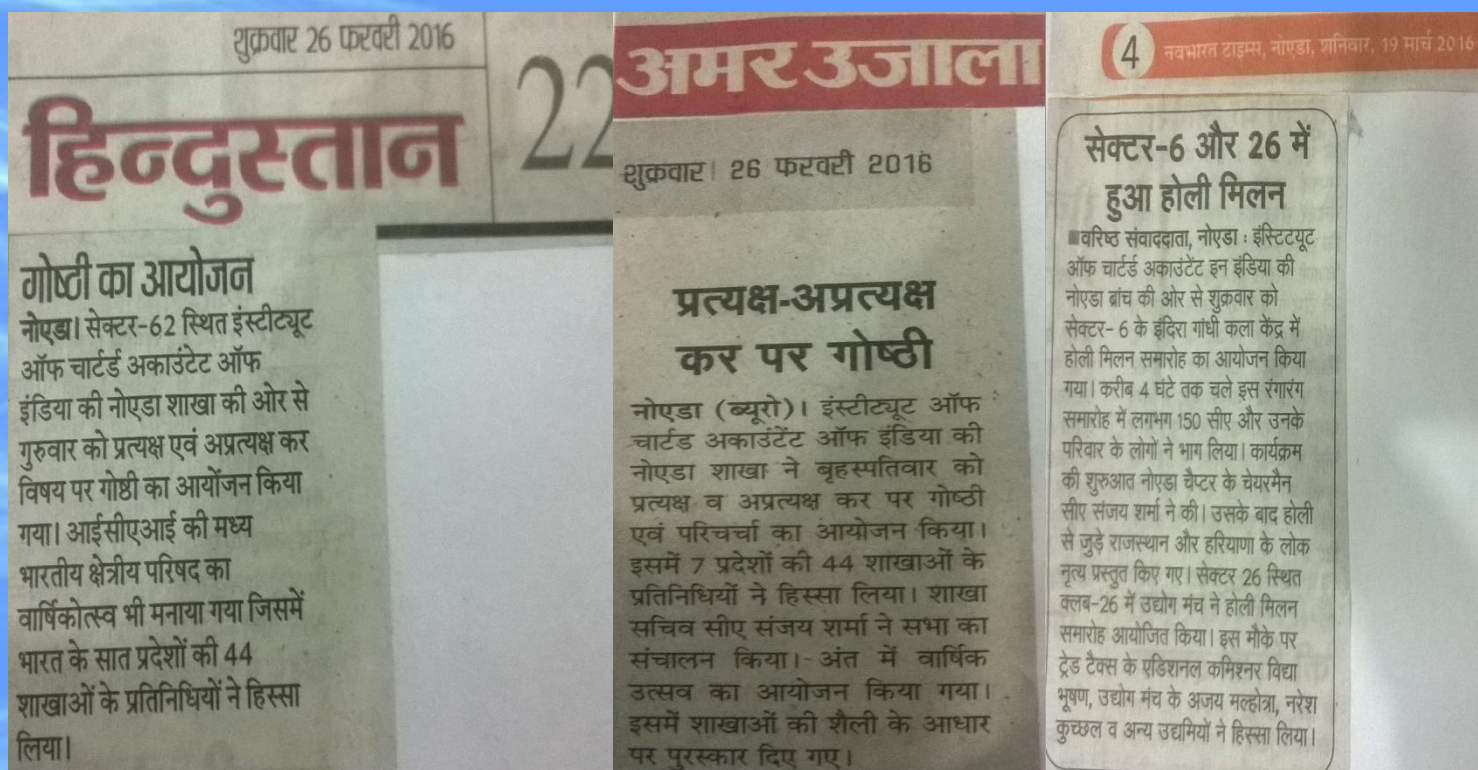 शुक्रवार 26 फरवरी 2016
हिन्दुस्तान
22
गोष्ठी का आयोजन
नोएडा। सेक्टर-62 स्थित इंस्टीट्यूट
ऑफ चार्टर्ड अकाउंटेट ऑफ
इंडिया की नोएडा शाखा की ओर से
गुरुवार को प्रत्यक्ष एवं अप्रत्यक्ष कर
विषय पर गोष्ठी का आयोंजन किया
गया। आईसीएआई की मध्य
भारतीय क्षेत्रीय परिषद का
वार्षिकोत्स्व भी मनाया गया जिसमें
भारत के सात प्रदेशों की 44
शाखाओं के प्रतिनिधियों ने हिस्सा
लिया।
अमर उजाला
शुक्रवार। 26 फरवरी 2016
प्रत्यक्ष-अप्रत्यक्ष
कर पर गोष्ठी
नोएडा (ब्यूरो)। इंस्टीट्यूट ऑफ
चार्टड अकाउंटेंट ऑफ इंडिया की
नोएडा शाखा ने बृहस्पतिवार को
प्रत्यक्ष व अप्रत्यक्ष कर पर गोष्ठी
एवं परिचर्चा का आयोजन किया।
इसमें 7 प्रदेशों की 44 शाखाओं के
प्रतिनिधियों ने हिस्सा लिया। शाखा
सचिव सीए संजय शर्मा ने सभा का
संचालन किया। अंत में वार्षिक
उत्सव का आयोजन किया गया।
इसमें शाखाओं की शैली के आधार
पर पुरस्कार दिए गए।
4 नवभारत टाइम्स, नोएडा, शनिवार, 19 मार्च 2016
सेक्टर-6 और 26 में
हुआ होली मिलन
■वरिष्ठ संवाददाता, नोएडा : इंस्टिटयूट
ऑफ चार्टर्ड अकाउंटेंट इन इंडिया की
नोएडा ब्रांच की ओर से शुक्रवार को
सेक्टर- 6 के इंदिरा गांधी कला केंद्र में
होली मिलन समारोह का आयोजन किया
गया। करीब 4 घंटे तक चले इस रंगारंग
समारोह में लगभग 150 सीए और उनके
परिवार के लोगों ने भाग लिया। कार्यक्रम
की शुरुआत नोएडा चैप्टर के चेयरमैन
सीए संजय शर्मा ने की। उसके बाद होली
से जुड़े राजस्थान और हरियाणा के लोक
नृत्य प्रस्तुत किए गए। सेक्टर 26 स्थित
क्लब-26 में उद्योग मंच ने होली मिलन
समारोह आयोजित किया। इस मौके पर
ट्रेड टैक्स के एडिशनल कमिश्नर विद्या
भूषण, उद्योग मंच के अजय मल्होत्रा, नरेश
कुच्छल व अन्य उद्यमियों ने हिस्सा लिया।